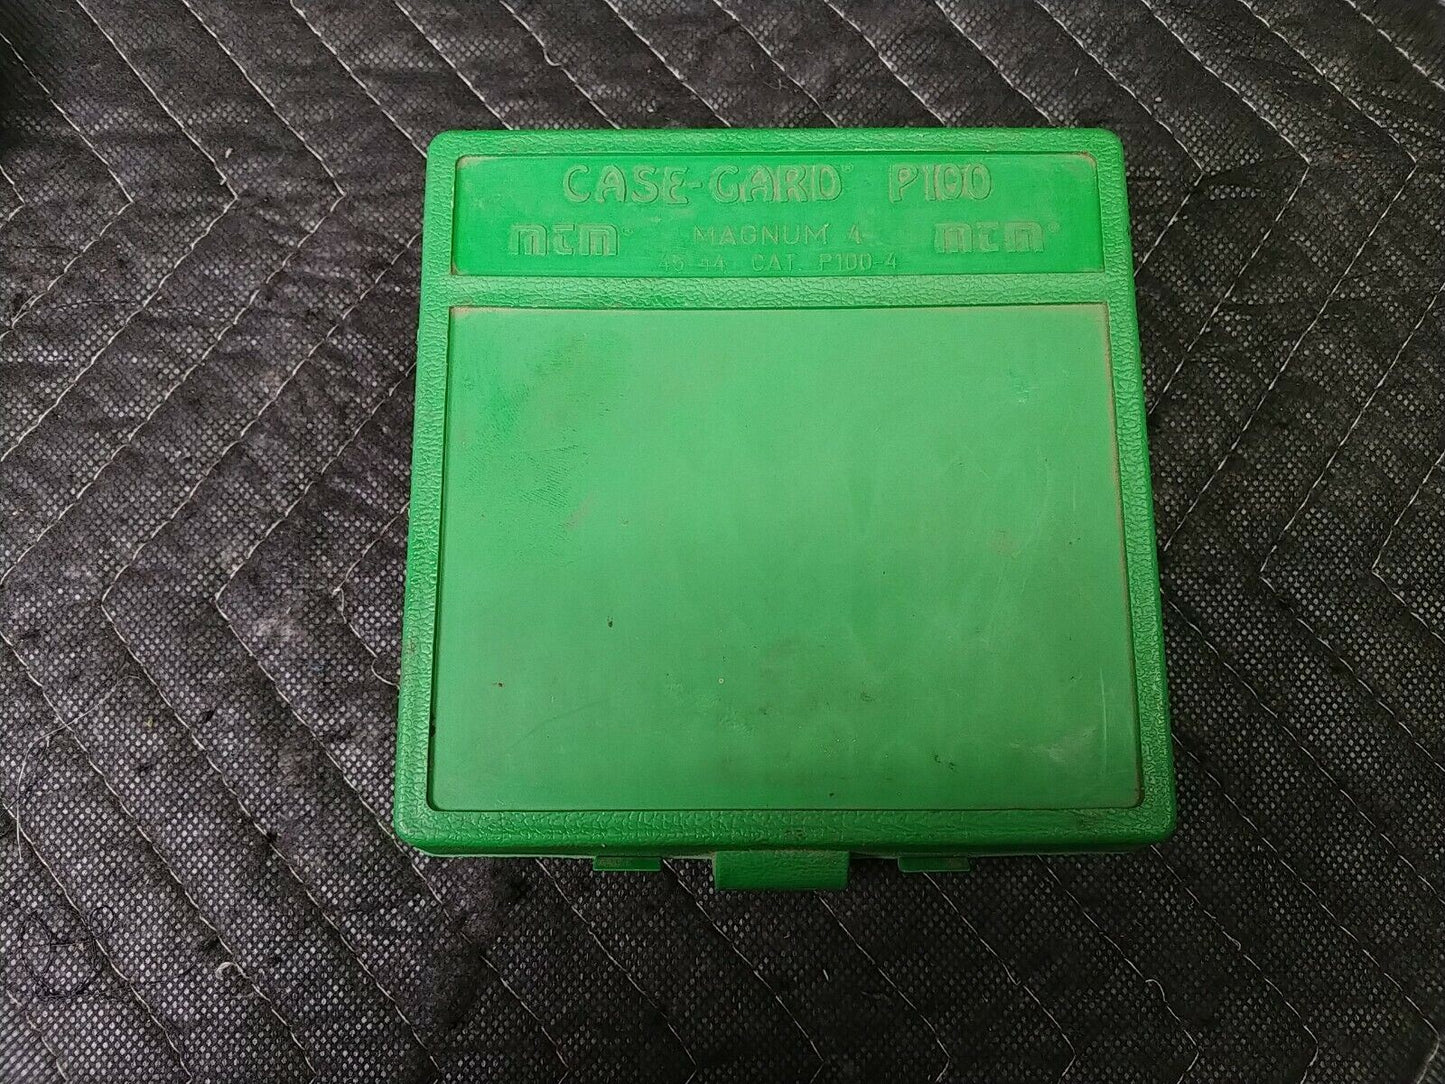 CASE-GARD® P100
mtm® MAGNUM 4 mtm®
45-44 CAT. P100-4